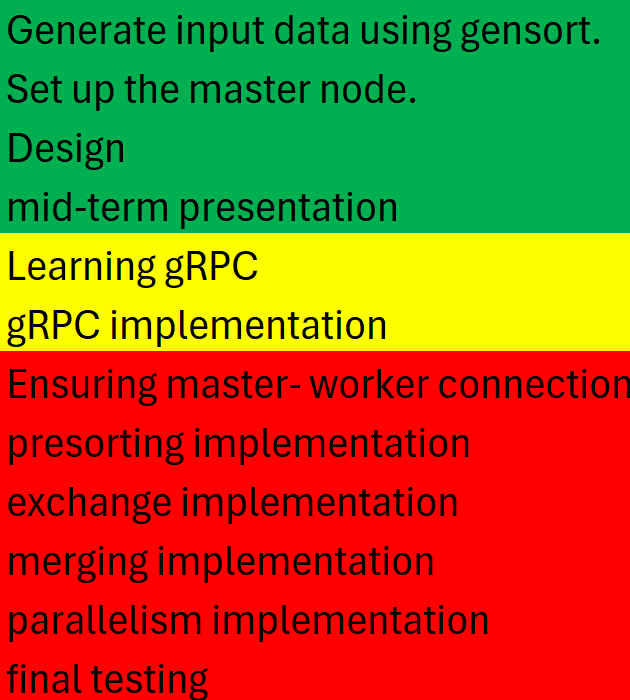 Generate input data using gensort.
Set up the master node.
Design
mid-term presentation
Learning gRPC
gRPC implementation
Ensuring master- worker connection
presorting implementation
exchange implementation
merging implementation
parallelism implementation
final testing